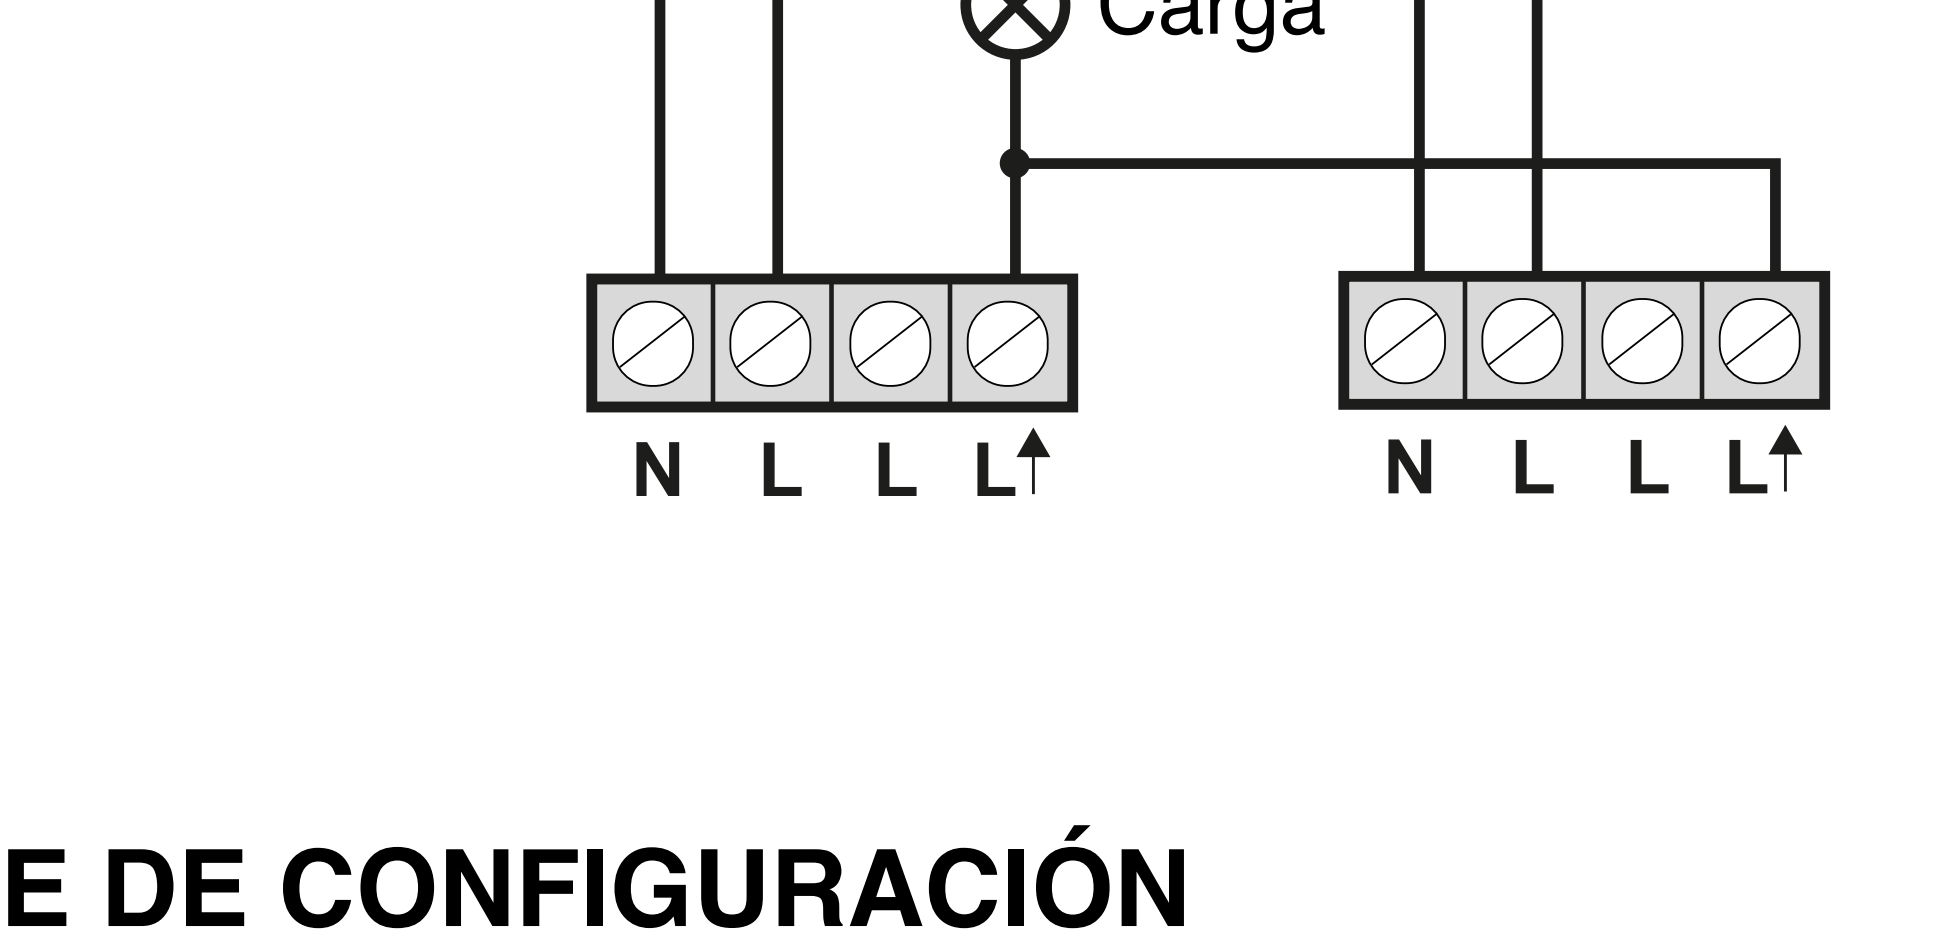 Carga
N L L L↑ N L L L↑
E DE CONFIGURACIÓN